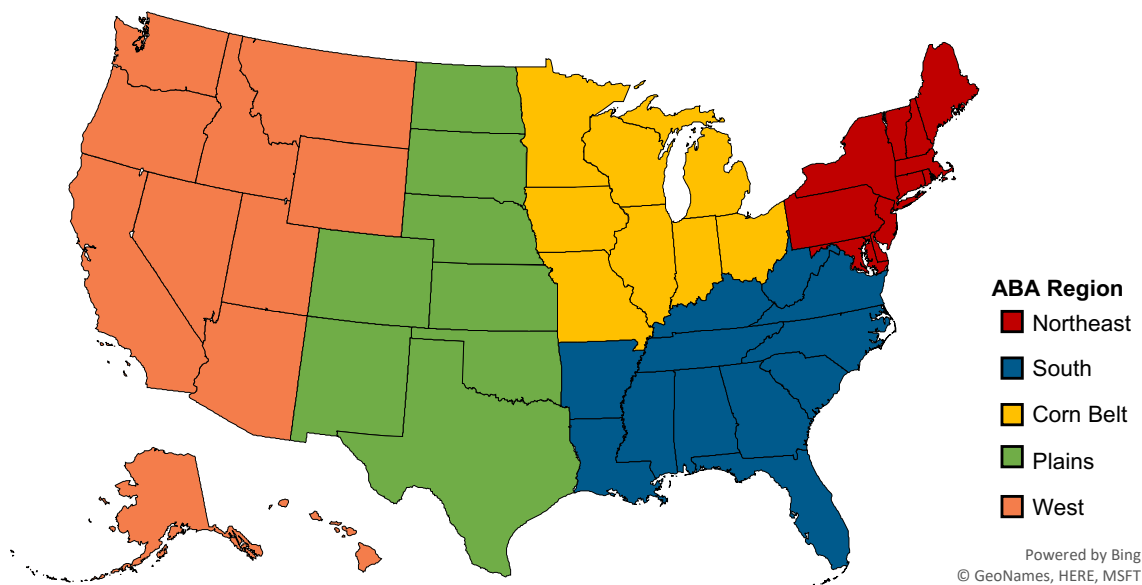 ABA Region
Northeast
South
Corn Belt
Plains
West
Powered by Bing
© GeoNames, HERE, MSFT